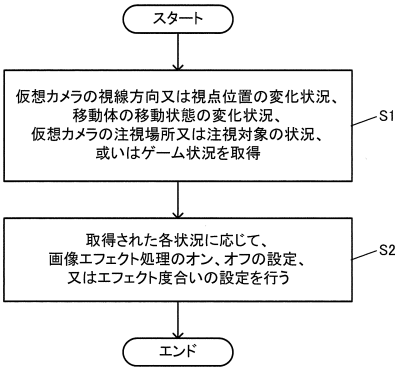 スタート
仮想カメラの視線方向又は視点位置の変化状況、
移動体の移動状態の変化状況、
仮想カメラの注視場所又は注視対象の状況、
或いはゲーム状況を取得
S1
取得された各状況に応じて、
画像エフェクト処理のオン、オフの設定、
又はエフェクト度合いの設定を行う
S2
エンド